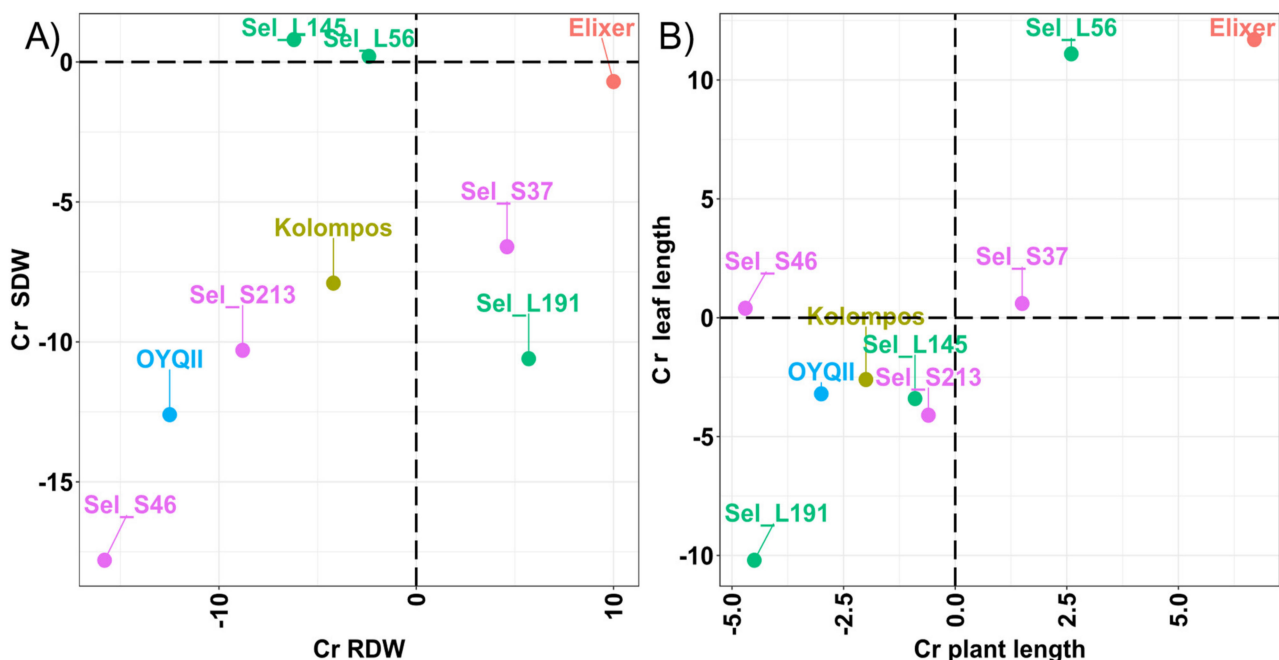 A)
Sel_L145
Sel_L56
Elixer
0
Sel_S37
-5
Kolompos
Sel_S213
Sel_L191
-10
OYQII
-15
Sel_S46
Cr SDW
-10
0
10
Cr RDW
B)
Sel_L56
Elixer
10
5
Sel_S46
Sel_S37
0
Kolompos
Sel_L145
OYQII
Sel_S213
-5
Sel_L191
-10
Cr leaf length
-5.0
-2.5
0.0
2.5
5.0
Cr plant length